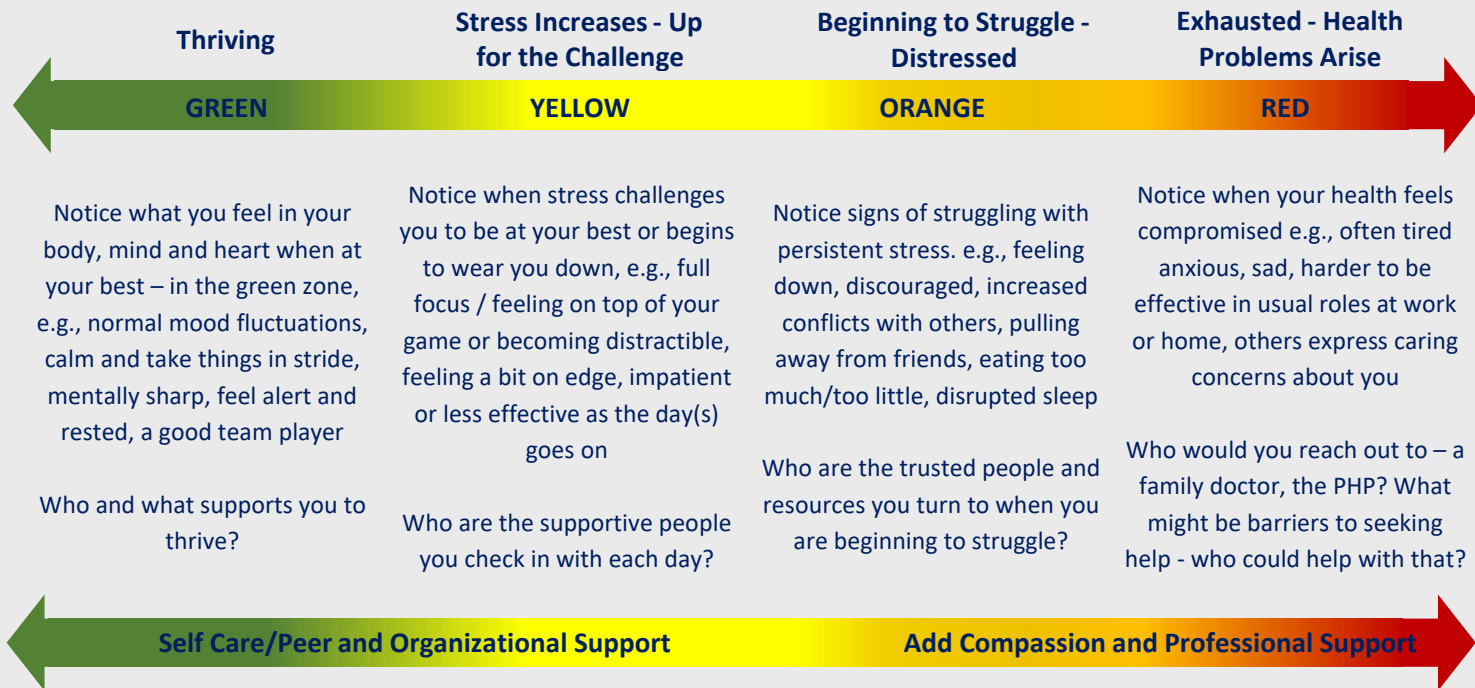 Thriving
Stress Increases - Up
for the Challenge
Beginning to Struggle -
Distressed
Exhausted - Health
Problems Arise
GREEN
YELLOW
ORANGE
RED
Notice what you feel in your
body, mind and heart when at
your best – in the green zone,
e.g., normal mood fluctuations,
calm and take things in stride,
mentally sharp, feel alert and
rested, a good team player
Who and what supports you to
thrive?
Notice when stress challenges
you to be at your best or begins
to wear you down, e.g., full
focus / feeling on top of your
game or becoming distractible,
feeling a bit on edge, impatient
or less effective as the day(s)
goes on
Who are the supportive people
you check in with each day?
Notice signs of struggling with
persistent stress. e.g., feeling
down, discouraged, increased
conflicts with others, pulling
away from friends, eating too
much/too little, disrupted sleep
Who are the trusted people and
resources you turn to when you
are beginning to struggle?
Notice when your health feels
compromised e.g., often tired
anxious, sad, harder to be
effective in usual roles at work
or home, others express caring
concerns about you
Who would you reach out to – a
family doctor, the PHP? What
might be barriers to seeking
help - who could help with that?
Self Care/Peer and Organizational Support
Add Compassion and Professional Support